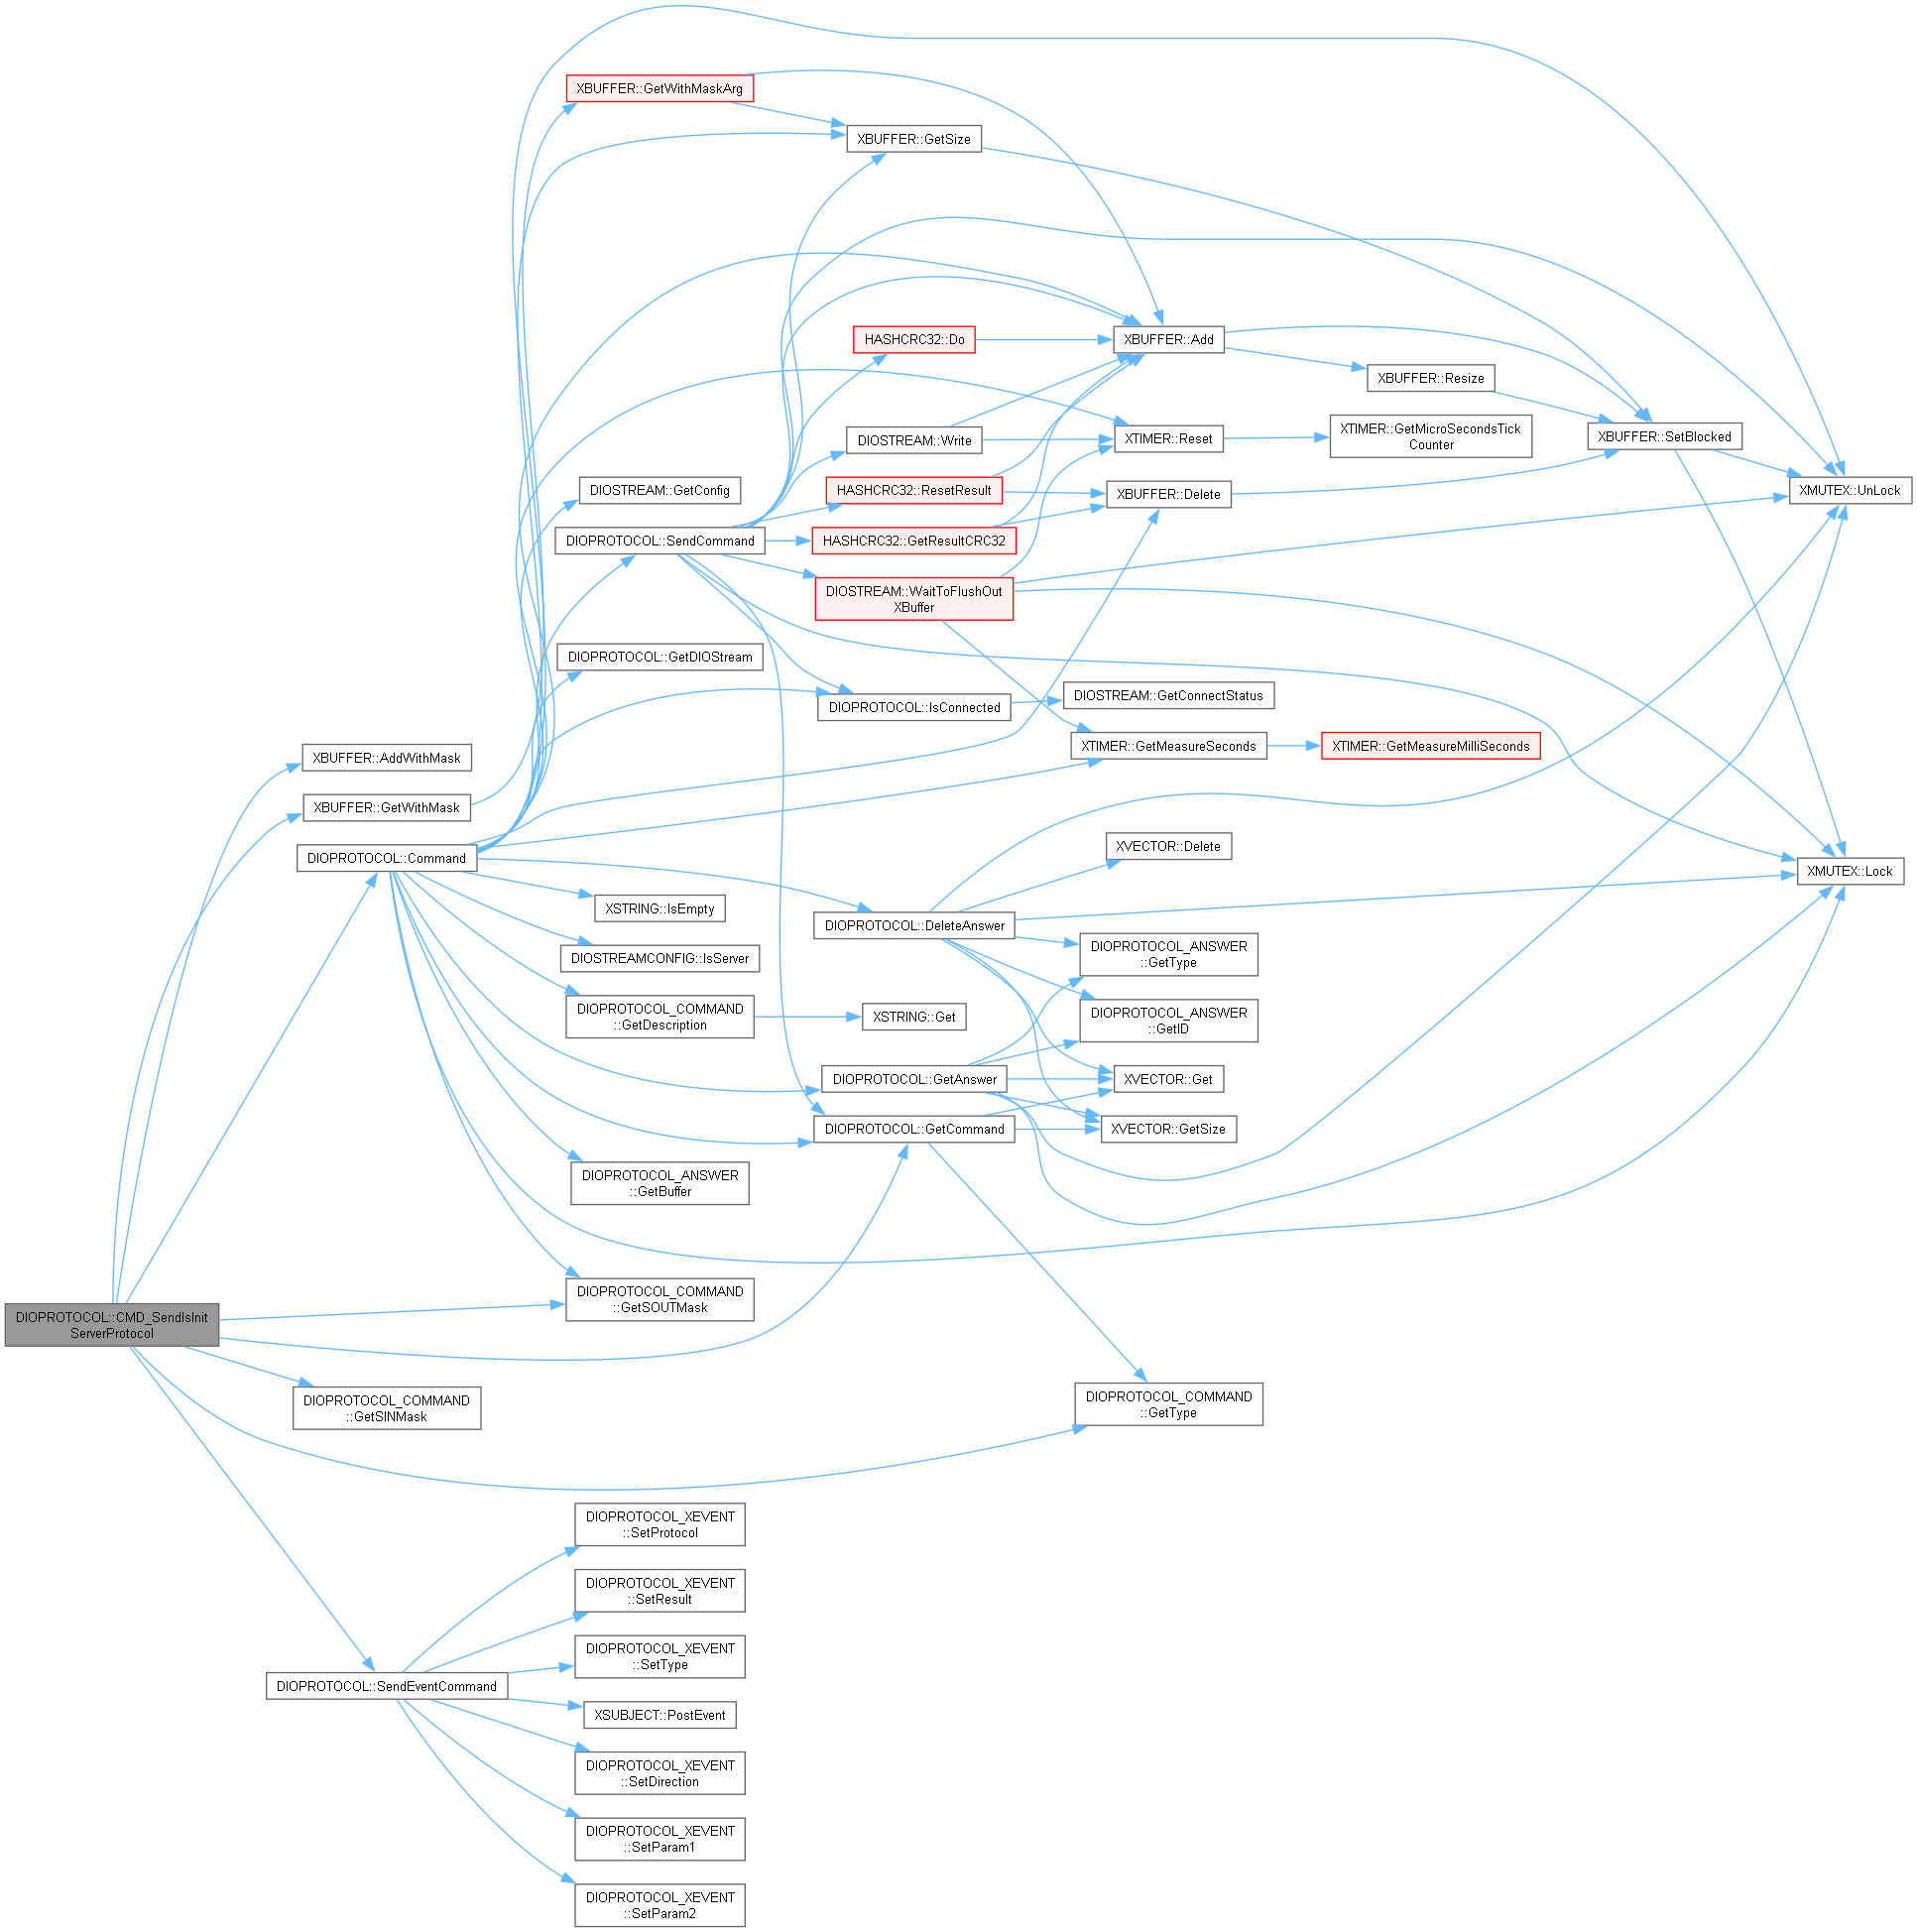 XBUFFER::GetWithMaskArg
XBUFFER::GetSize
HASHCRC32::Do
XBUFFER::Add
XBUFFER::Resize
DIOSTREAM::Write
XTIMER::Reset
XTIMER::GetMicroSecondsTick
Counter
XBUFFER::SetBlocked
DIOSTREAM::GetConfig
HASHCRC32::ResetResult
XBUFFER::Delete
XMUTEX::UnLock
DIOPROTOCOL::SendCommand
HASHCRC32::GetResultCRC32
DIOSTREAM::WaitToFlushOut
XBuffer
DIOPROTOCOL::GetDIOStream
DIOPROTOCOL::IsConnected
DIOSTREAM::GetConnectStatus
XBUFFER::AddWithMask
XTIMER::GetMeasureSeconds
XTIMER::GetMeasureMilliSeconds
XBUFFER::GetWithMask
DIOPROTOCOL::Command
XVECTOR::Delete
XMUTEX::Lock
XSTRING::IsEmpty
DIOPROTOCOL::DeleteAnswer
DIOSTREAMCONFIG::IsServer
DIOPROTOCOL_ANSWER
::GetType
DIOPROTOCOL_COMMAND
::GetDescription
XSTRING::Get
DIOPROTOCOL_ANSWER
::GetID
DIOPROTOCOL::GetAnswer
XVECTOR::Get
DIOPROTOCOL::GetCommand
XVECTOR::GetSize
DIOPROTOCOL_ANSWER
::GetBuffer
DIOPROTOCOL_COMMAND
::GetSOUTMask
DIOPROTOCOL::CMD_SendIsInit
ServerProtocol
DIOPROTOCOL_COMMAND
::GetSINMask
DIOPROTOCOL_COMMAND
::GetType
DIOPROTOCOL_XEVENT
::SetProtocol
DIOPROTOCOL_XEVENT
::SetResult
DIOPROTOCOL_XEVENT
::SetType
DIOPROTOCOL::SendEventCommand
XSUBJECT::PostEvent
DIOPROTOCOL_XEVENT
::SetDirection
DIOPROTOCOL_XEVENT
::SetParam1
DIOPROTOCOL_XEVENT
::SetParam2